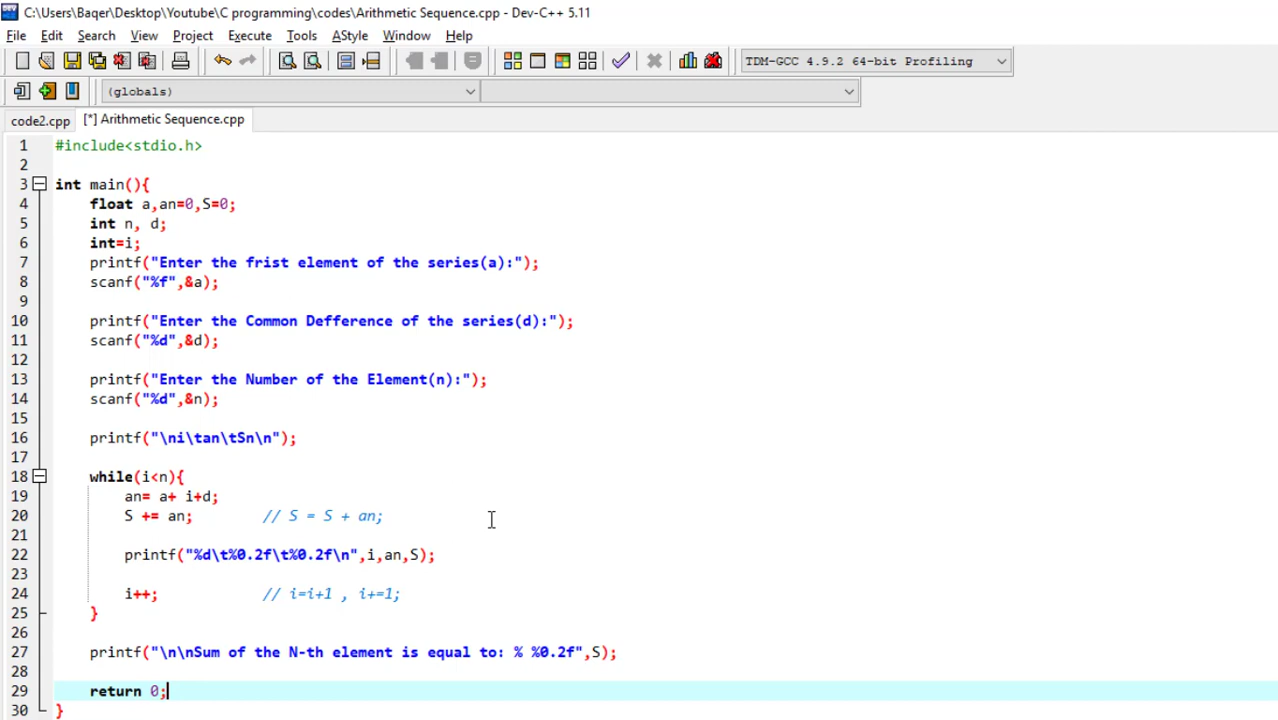 C:\Users\Baqer\Desktop\Youtube\C programming\codes\Arithmetic Sequence.cpp - Dev-C++ 5.11
File Edit Search View Project Execute Tools AStyle Window Help
TDM-GCC 4.9.2 64-bit Profiling
(globals)
code2.cpp [*] Arithmetic Sequence.cpp
1 #include<stdio.h>
2
3 int main(){
4 float a,an=0,S=0;
5 int n, d;
6 int=i;
7 printf("Enter the frist element of the series(a):");
8 scanf("%f",&a);
9
10 printf("Enter the Common Defference of the series(d):");
11 scanf("%d",&d);
12
13 printf("Enter the Number of the Element(n):");
14 scanf("%d",&n);
15
16 printf("\ni\tan\tSn\n");
17
18 while(i<n){
19 an= a+ i+d;
20 S += an; // S = S + an;
21
22 printf("%d\t%0.2f\t%0.2f\n",i,an,S);
23
24 i++; // i=i+1 , i+=1;
25 }
26
27 printf("\n\nSum of the N-th element is equal to: % %0.2f",S);
28
29 return 0;
30 }